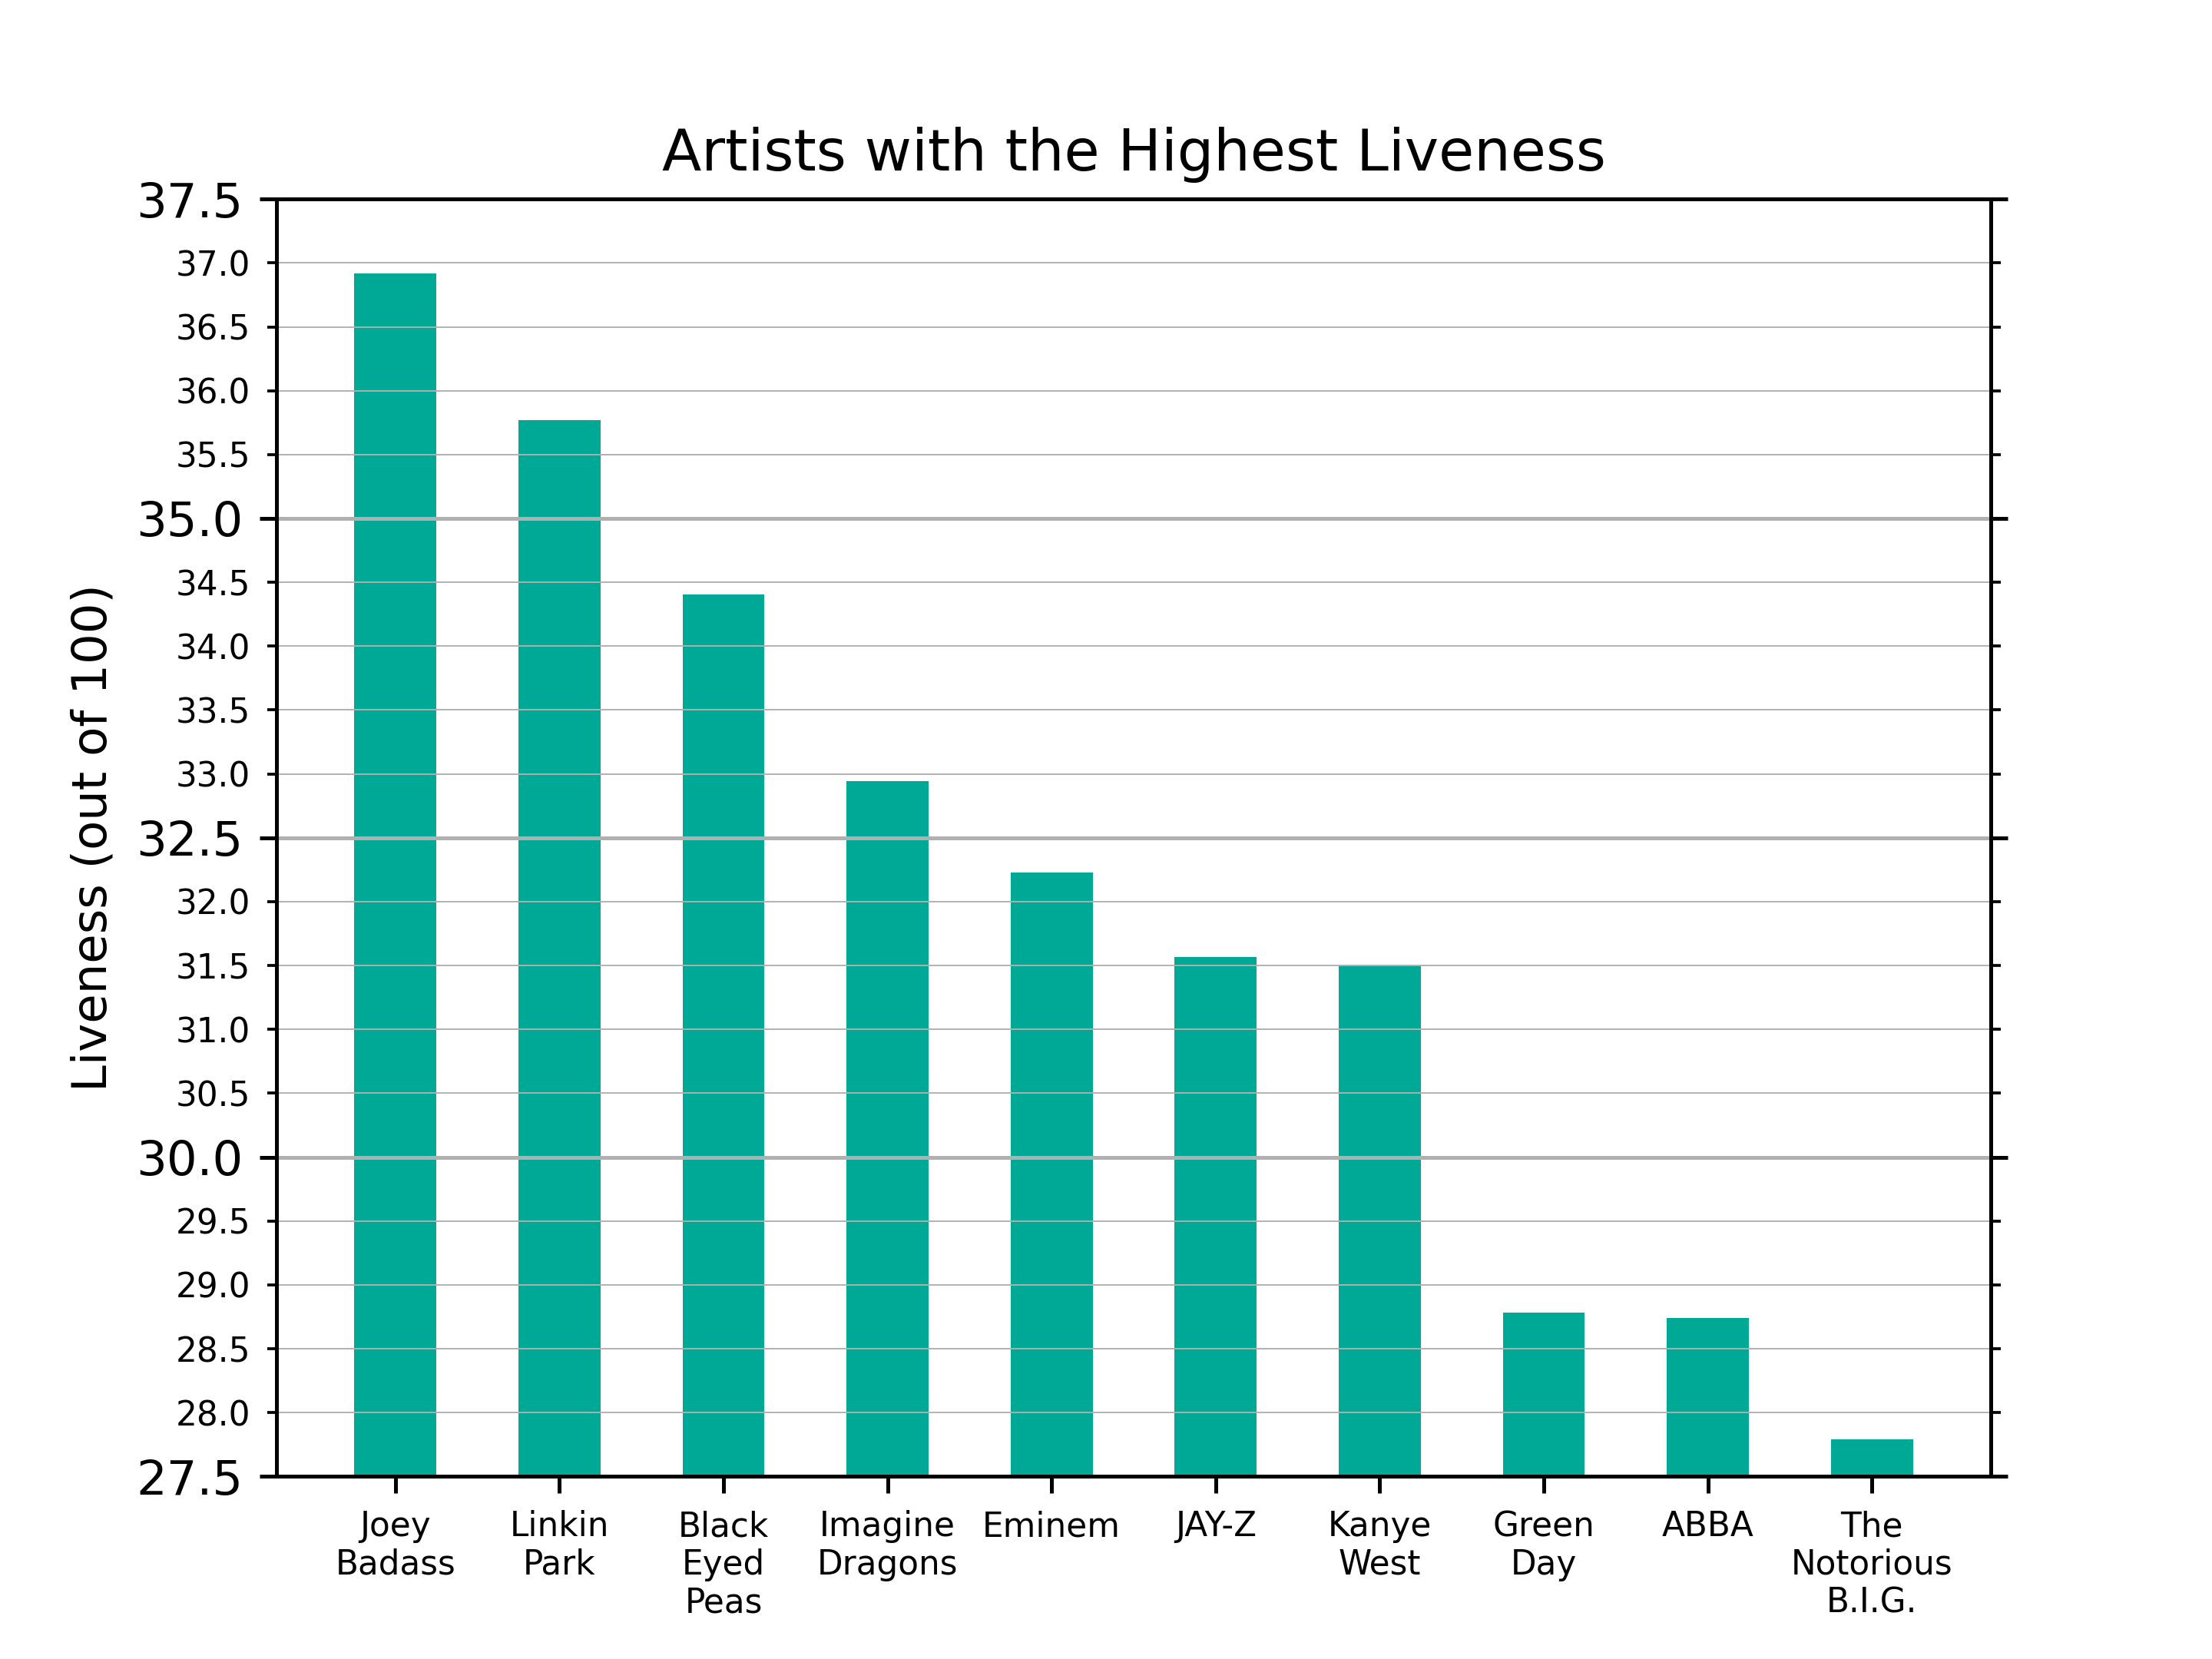 Artists with the Highest Liveness
Liveness (out of 100)
37.5
37.0
36.5
36.0
35.5
35.0
34.5
34.0
33.5
33.0
32.5
32.0
31.5
31.0
30.5
30.0
29.5
29.0
28.5
28.0
27.5
Joey
Badass
Linkin
Park
Black
Eyed
Peas
Imagine
Dragons
Eminem
JAY-Z
Kanye
West
Green
Day
ABBA
The
Notorious
B.I.G.